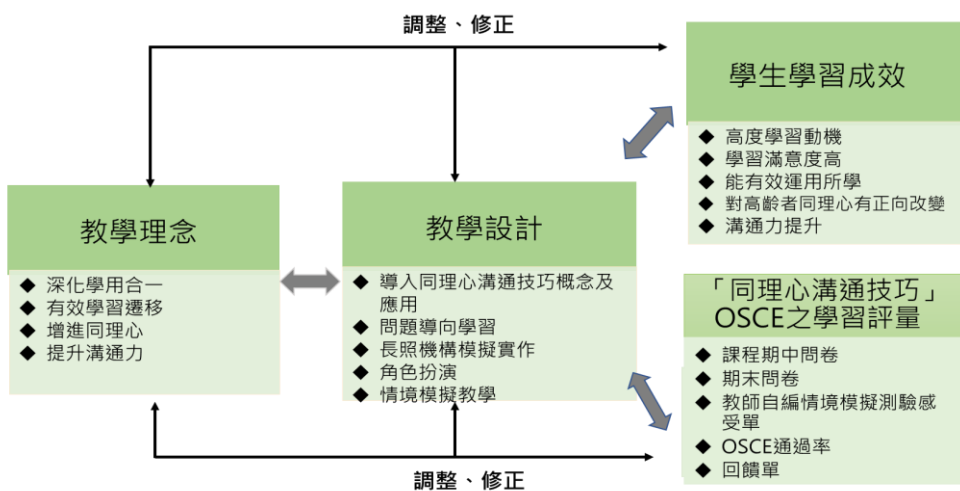 調整、修正
教學理念
◆ 深化學用合一
◆ 有效學習遷移
◆ 增進同理心
◆ 提升溝通力
教學設計
◆ 導入同理心溝通技巧概念及
應用
◆ 問題導向學習
◆ 長照機構模擬實作
◆ 角色扮演
◆ 情境模擬教學
學生學習成效
◆ 高度學習動機
◆ 學習滿意度高
◆ 能有效運用所學
◆ 對高齡者同理心有正向改變
◆ 溝通力提升
「同理心溝通技巧」
OSCE之學習評量
◆ 課程期中問卷
◆ 期末問卷
◆ 教師自編情境模擬測驗感
受單
◆ OSCE通過率
◆ 回饋單
調整、修正